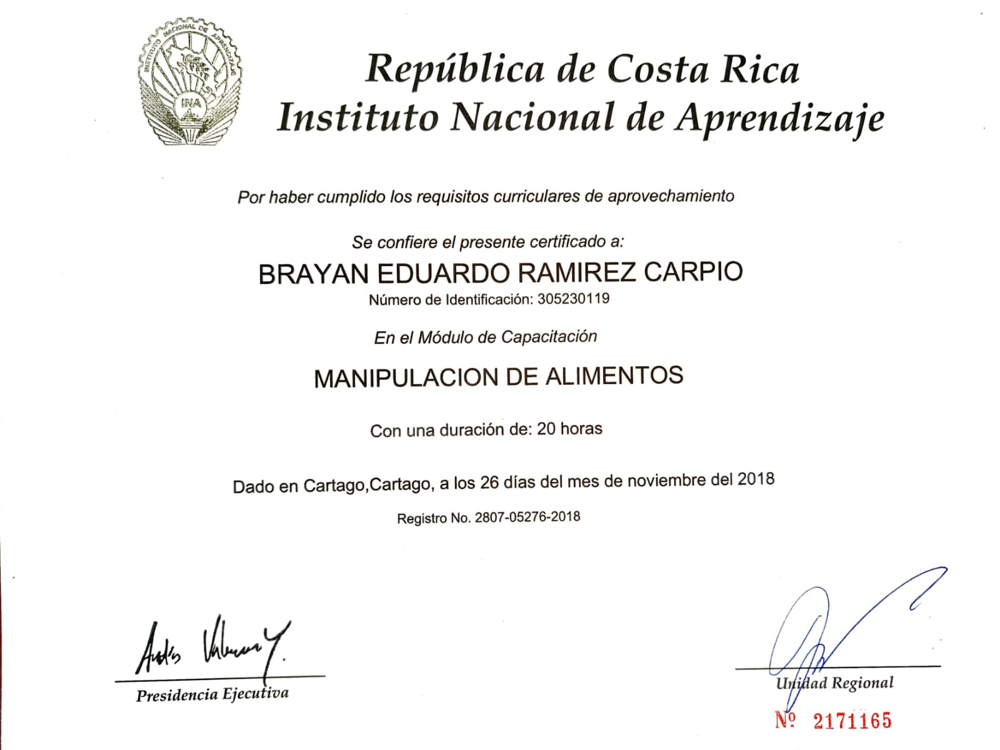 INSTITUTO NACIONAL DE APRENDIZAJE
INA
República de Costa Rica
Instituto Nacional de Aprendizaje
Por haber cumplido los requisitos curriculares de aprovechamiento
Se confiere el presente certificado a:
BRAYAN EDUARDO RAMIREZ CARPIO
Número de Identificación: 305230119
En el Módulo de Capacitación
MANIPULACION DE ALIMENTOS
Con una duración de: 20 horas
Dado en Cartago,Cartago, a los 26 días del mes de noviembre del 2018
Registro No. 2807-05276-2018
Presidencia Ejecutiva
Unidad Regional
Nº 2171165